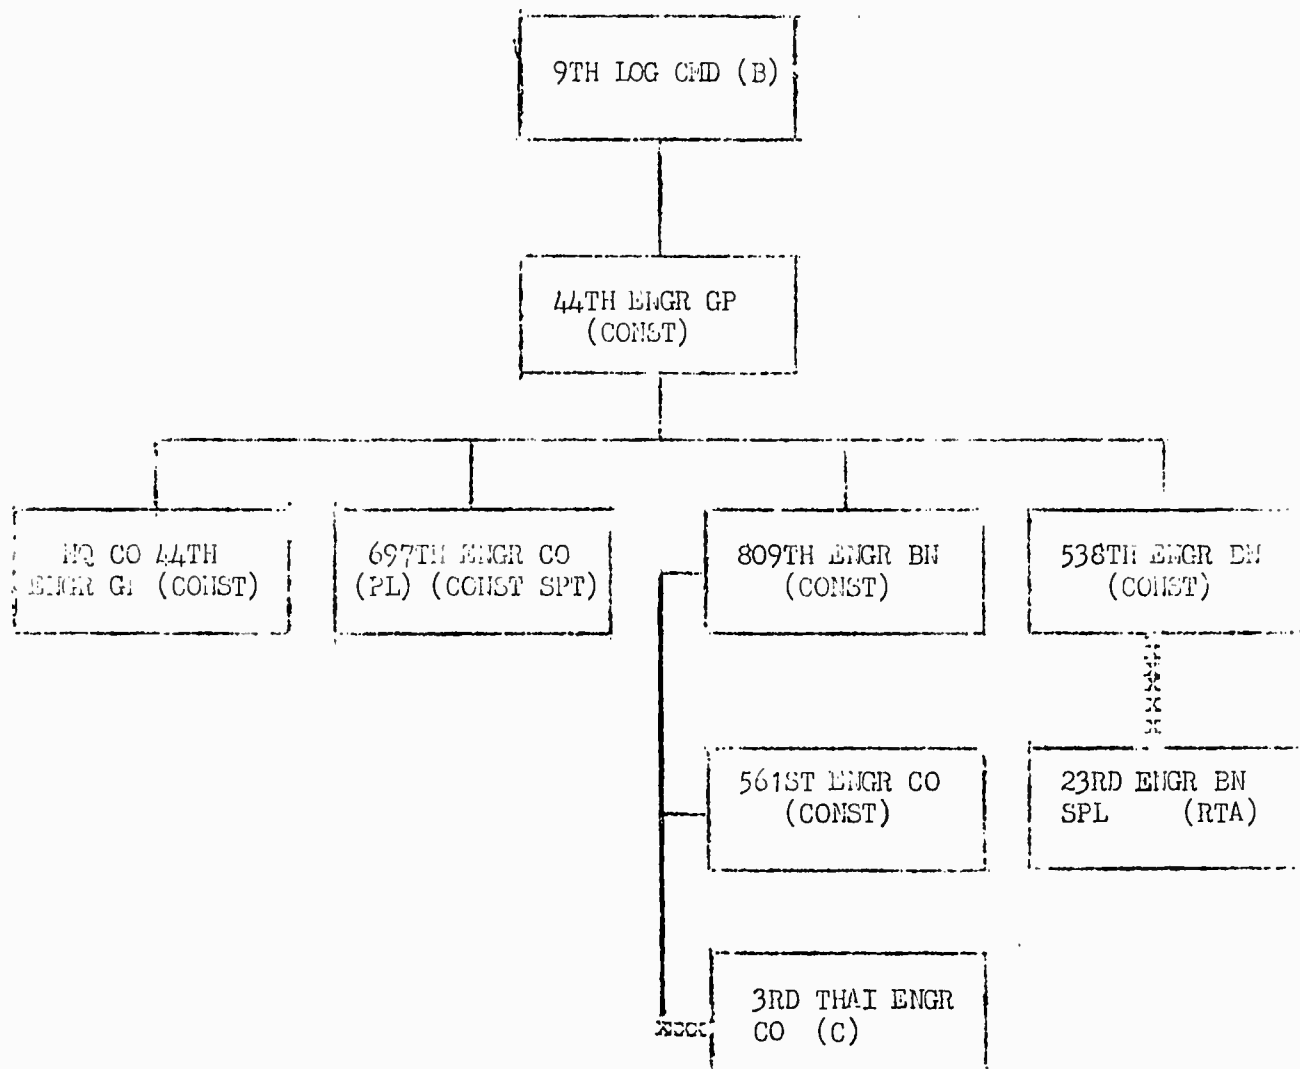 9TH LOG CMD (B)
44TH ENGR GP
(CONST)
HQ CO 44TH
ENGR GP (CONST)
697TH ENGR CO
(PL) (CONST SPT)
809TH ENGR BN
(CONST)
538TH ENGR BN
(CONST)
561ST ENGR CO
(CONST)
23RD ENGR BN
SPL (RTA)
3RD THAI ENGR
CO (C)